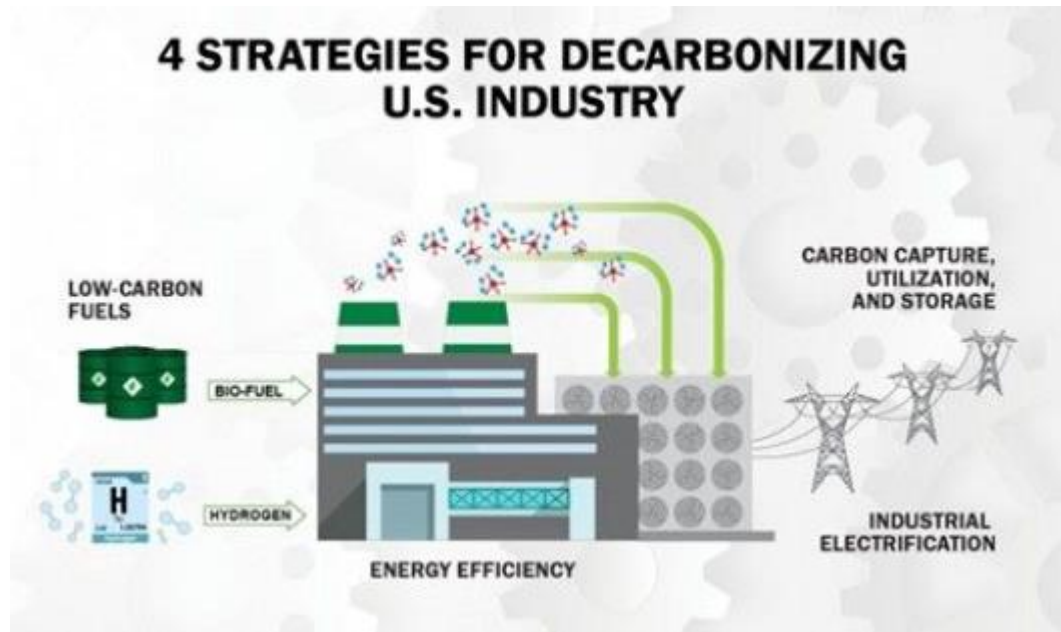 4 STRATEGIES FOR DECARBONIZING
U.S. INDUSTRY
LOW-CARBON
FUELS
BIO-FUEL
H
HYDROGEN
ENERGY EFFICIENCY
CARBON CAPTURE,
UTILIZATION,
AND STORAGE
INDUSTRIAL
ELECTRIFICATION